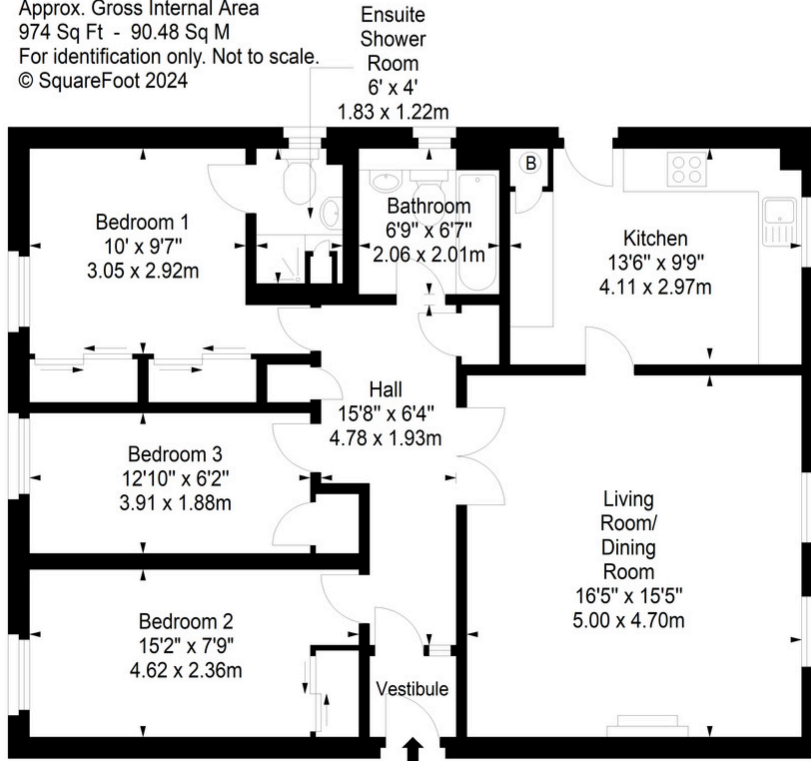 Approx. Gross Internal Area
974 Sq Ft - 90.48 Sq M
For identification only. Not to scale.
© SquareFoot 2024
Ensuite
Shower
Room
6' x 4'
1.83 x 1.22m
Bedroom 1
10' x 9'7"
3.05 x 2.92m
Bathroom
6'9" x 6'7"
2.06 x 2.01m
B
Kitchen
13'6" x 9'9"
4.11 x 2.97m
Hall
15'8" x 6'4"
4.78 x 1.93m
Bedroom 3
12'10" x 6'2"
3.91 x 1.88m
Living
Room/
Dining
Room
16'5" x 15'5"
5.00 x 4.70m
Bedroom 2
15'2" x 7'9"
4.62 x 2.36m
Vestibule